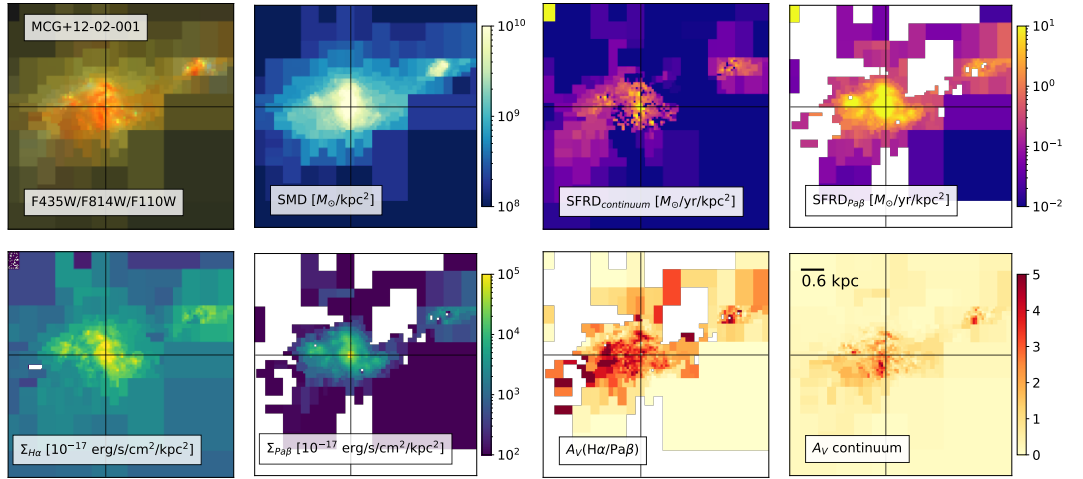 MCG+12-02-001
F435W/F814W/F110W
SMD [M⊙/kpc²]
10¹⁰
10⁹
10⁸
SFRD_continuum [M⊙/yr/kpc²]
SFRD_Paβ [M⊙/yr/kpc²]
10¹
10⁰
10⁻¹
10⁻²
Σ_Hα [10⁻¹⁷ erg/s/cm²/kpc²]
Σ_Paβ [10⁻¹⁷ erg/s/cm²/kpc²]
10⁵
10⁴
10³
10²
A_V(Hα/Paβ)
0.6 kpc
A_V continuum
5
4
3
2
1
0